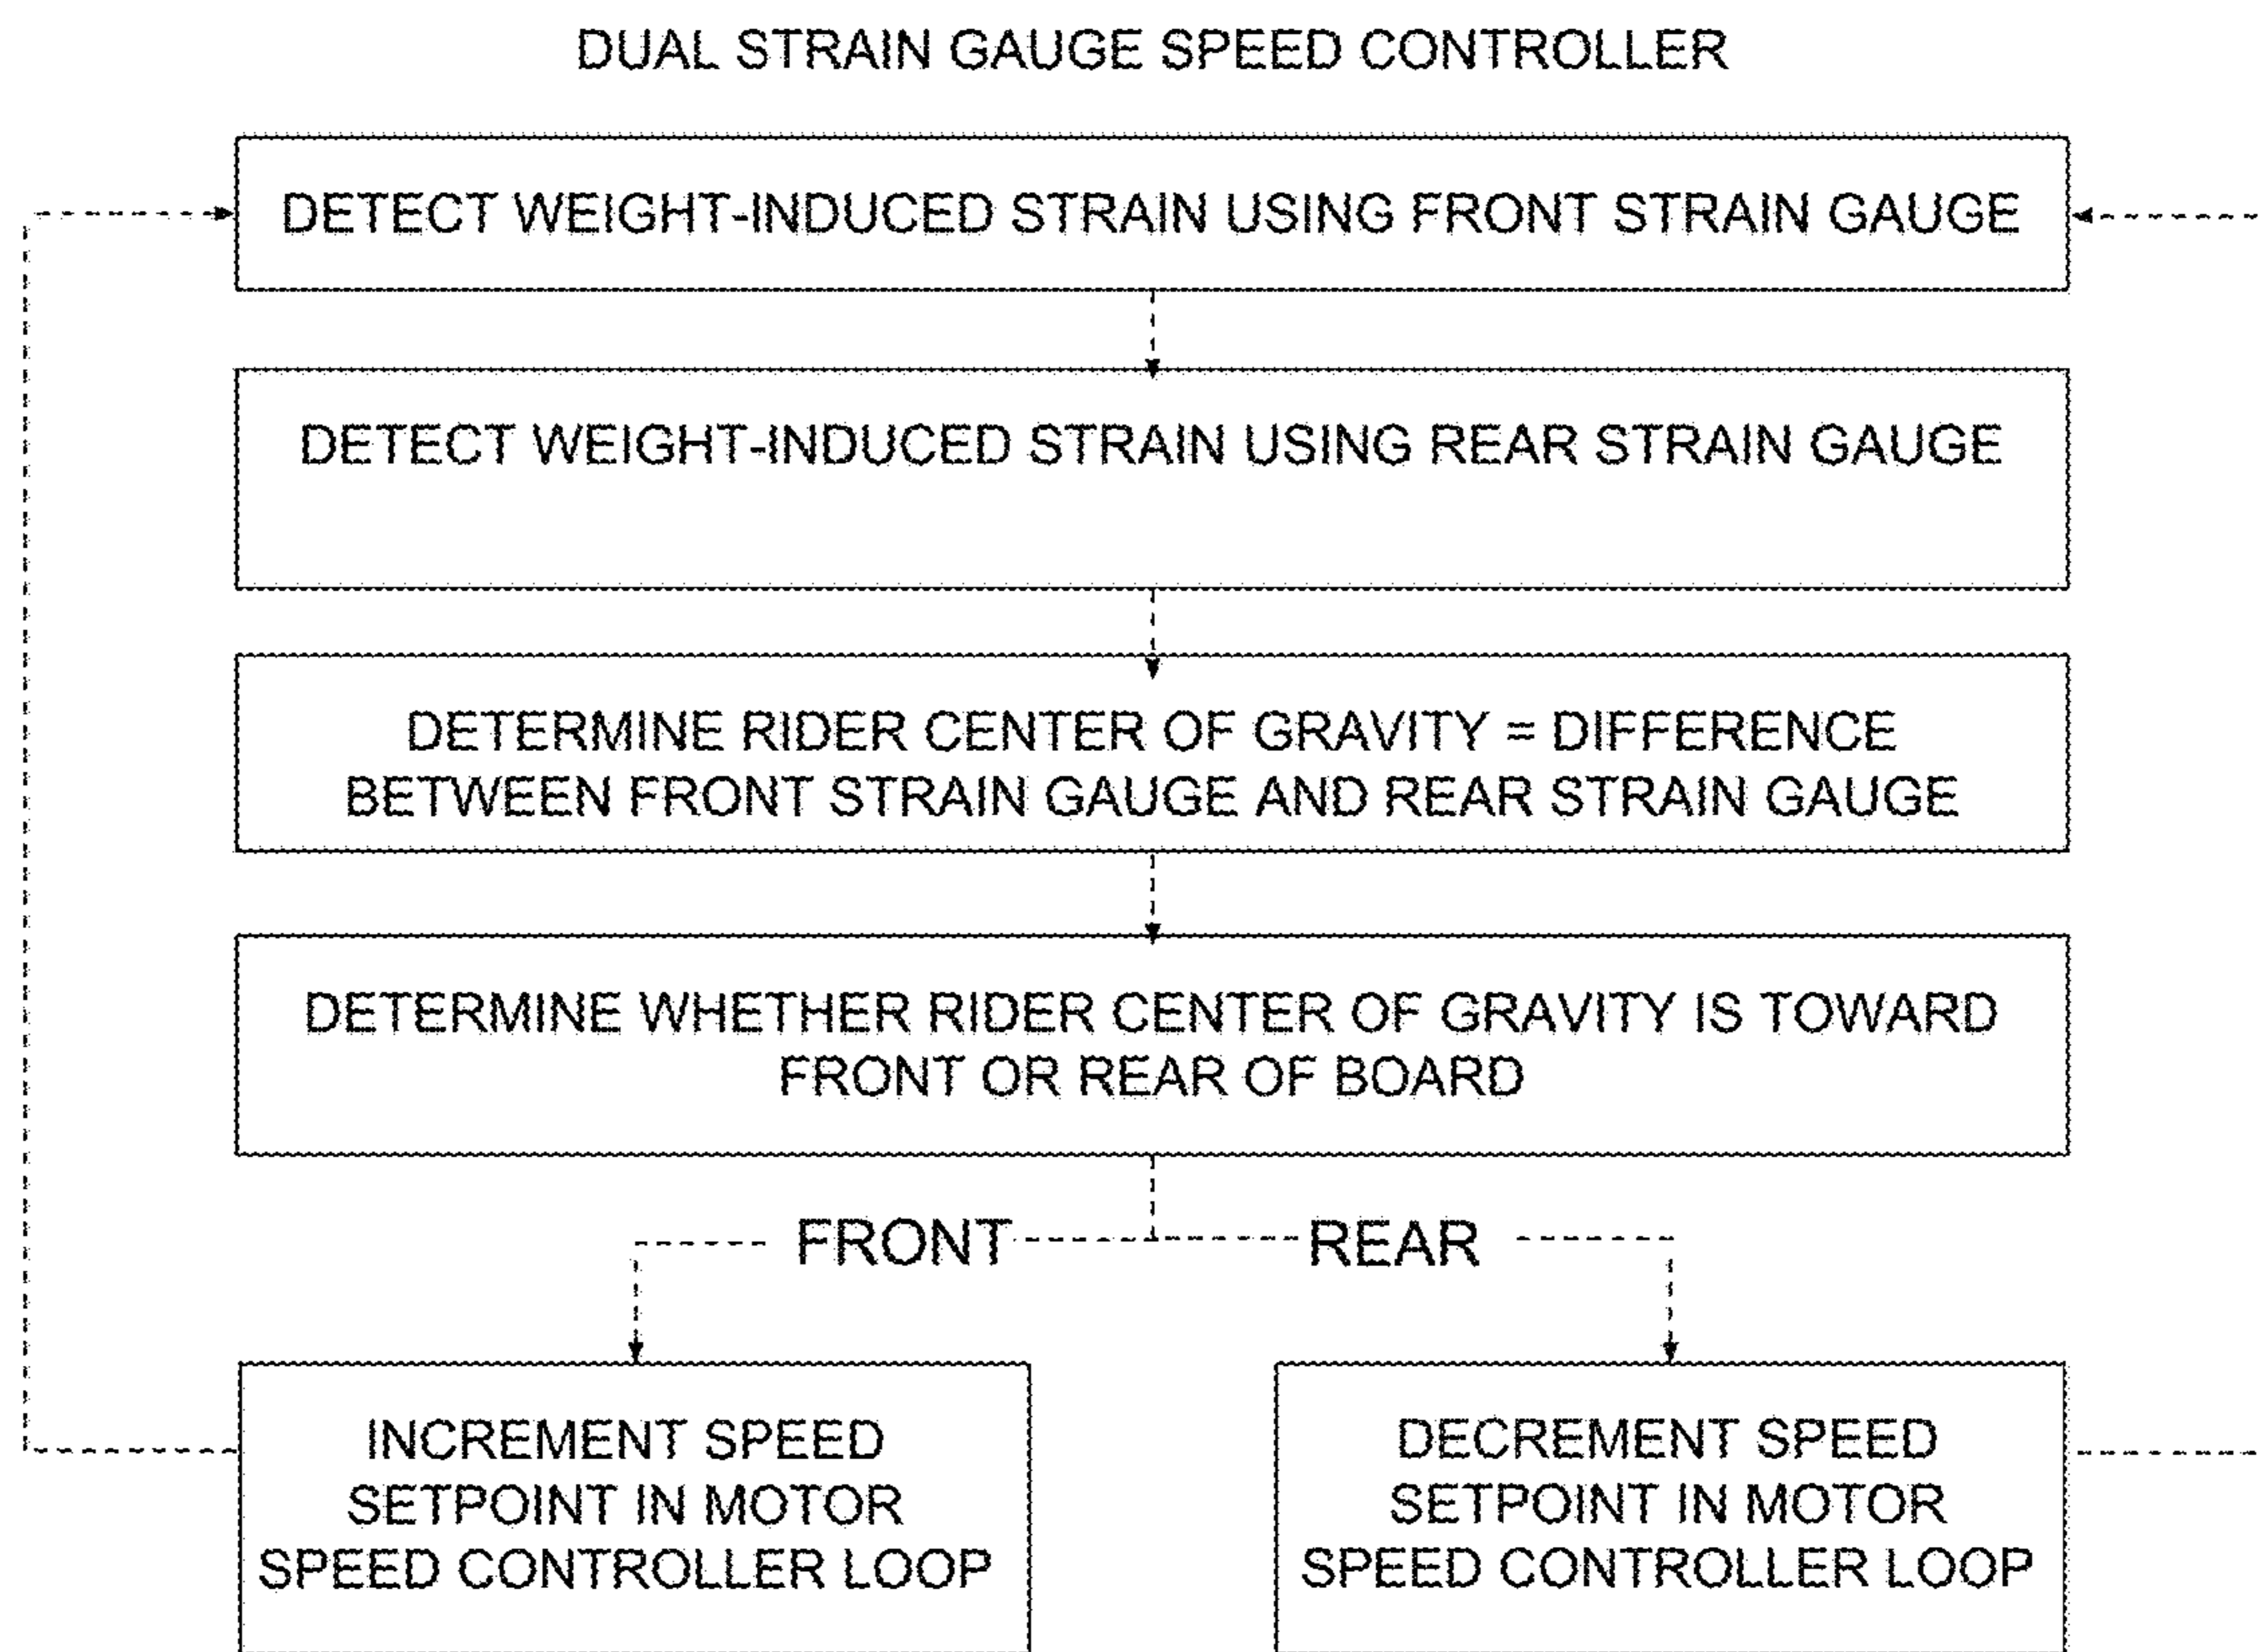 DUAL STRAIN GAUGE SPEED CONTROLLER
DETECT WEIGHT-INDUCED STRAIN USING FRONT STRAIN GAUGE
DETECT WEIGHT-INDUCED STRAIN USING REAR STRAIN GAUGE
DETERMINE RIDER CENTER OF GRAVITY = DIFFERENCE
BETWEEN FRONT STRAIN GAUGE AND REAR STRAIN GAUGE
DETERMINE WHETHER RIDER CENTER OF GRAVITY IS TOWARD
FRONT OR REAR OF BOARD
FRONT
REAR
INCREMENT SPEED
SETPOINT IN MOTOR
SPEED CONTROLLER LOOP
DECREMENT SPEED
SETPOINT IN MOTOR
SPEED CONTROLLER LOOP